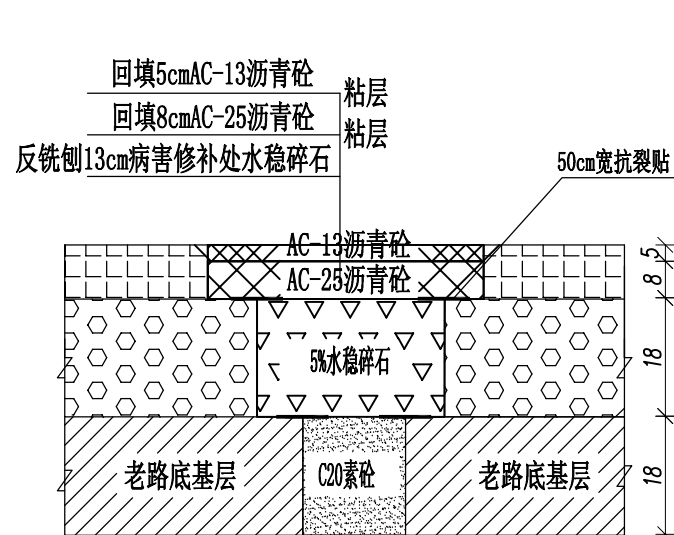 回填5cmAC-13沥青砼
粘层
回填8cmAC-25沥青砼
粘层
反铣刨13cm病害修补处水稳碎石
50cm宽抗裂贴
AC-13沥青砼
5
AC-25沥青砼
8
5%水稳碎石
18
老路底基层
C20素砼
老路底基层
18